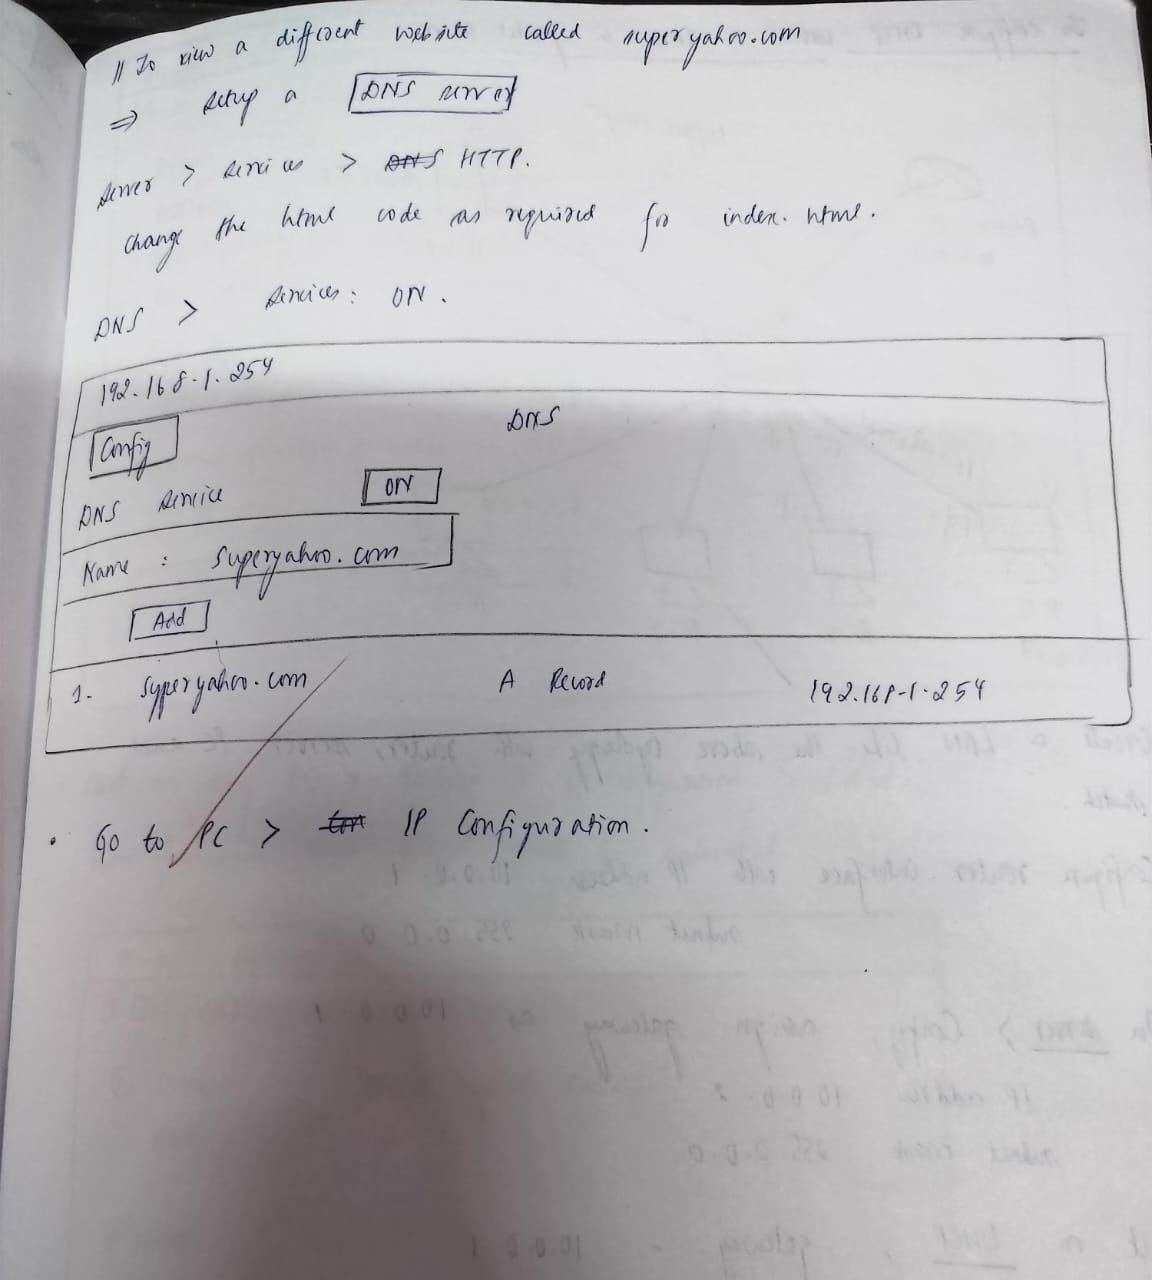 // To view a different website called superyahoo.com
⇒ Setup a DNS server
Server > Services > DNS HTTP.
Change the html code as required for index.html.
DNS > Services: ON.
192.168.1.254
Config
DNS
DNS Service ON
Name : superyahoo.com
Add
1. syperyahoo.com A Record 192.168.1.254
• Go to PC > IP Configuration.